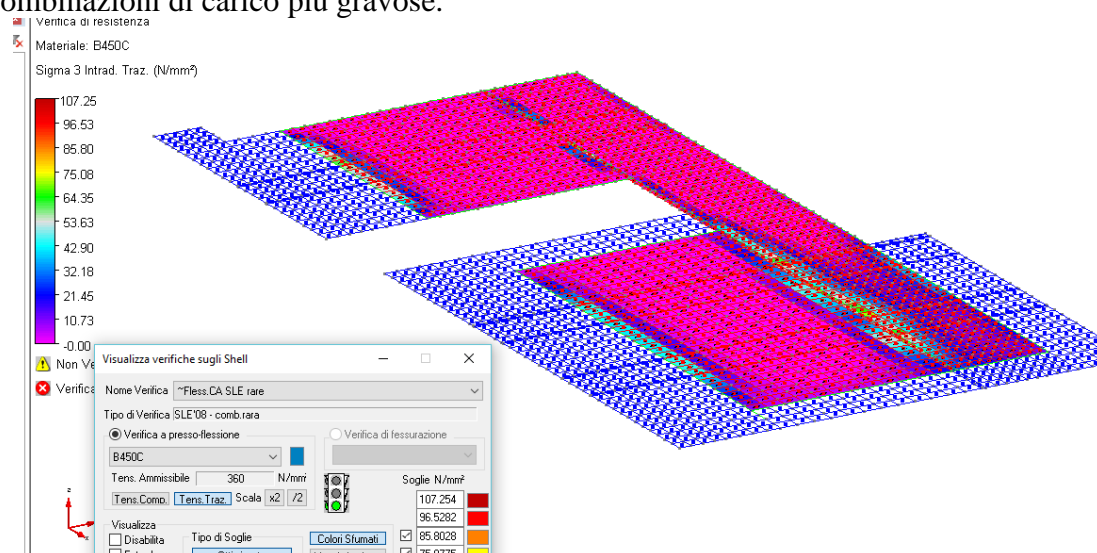 ombinazioni di carico più gravose.
Verifica di resistenza
Materiale: B450C
Sigma 3 Intrad. Traz. (N/mm²)
107.25
96.53
85.80
75.08
64.35
53.63
42.90
32.18
21.45
10.73
-0.00
Non Ve
Verifica
Visualizza verifiche sugli Shell
Nome Verifica ~Fless.CA SLE rare
Tipo di Verifica SLE'08 - comb.rara
Verifica a presso-flessione
Verifica di fessurazione
B450C
Tens. Ammissibile 360 N/mm²
Soglie N/mm²
Tens.Comp. Tens.Traz. Scala x2 /2
107.254
96.5282
Visualizza
Disabilita Tipo di Soglie Colori Sfumati 85.8028
z